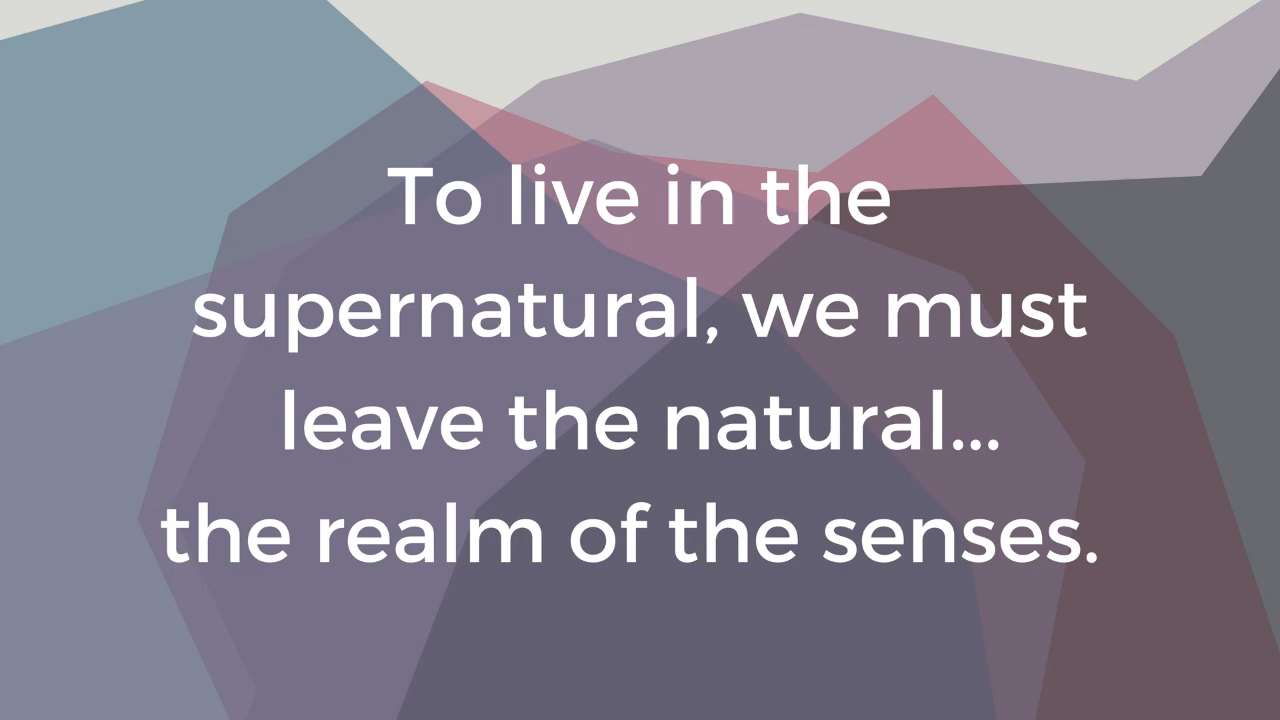 To live in the
supernatural, we must
leave the natural...
the realm of the senses.